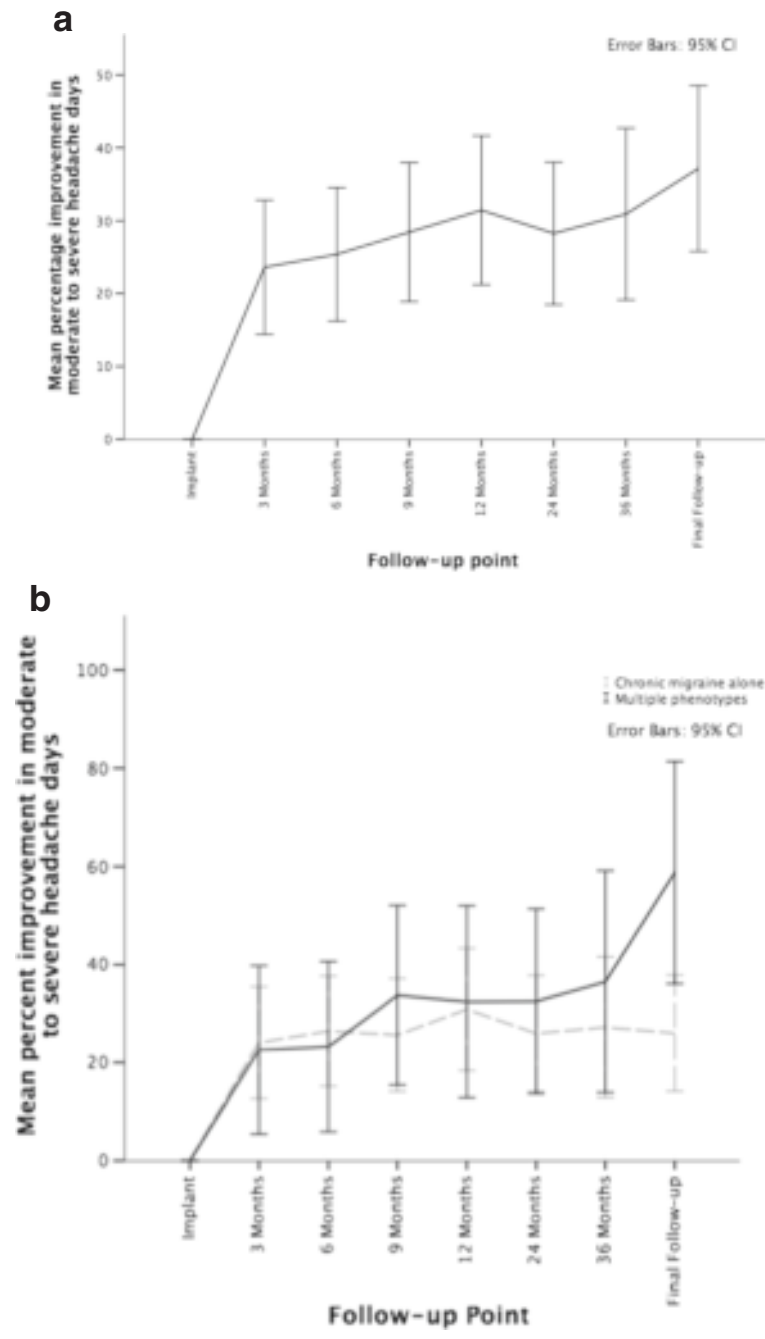 a
Error Bars: 95% CI
Mean percentage improvement in
moderate to severe headache days
50
40
30
20
10
0
Implant
3 Months
6 Months
9 Months
12 Months
24 Months
36 Months
Final Follow-up
Follow-up point
b
Chronic migraine alone
Multiple phenotypes
Error Bars: 95% CI
Mean percent improvement in moderate
to severe headache days
100
80
60
40
20
0
Implant
3 Months
6 Months
9 Months
12 Months
24 Months
36 Months
Final Follow-up
Follow-up Point